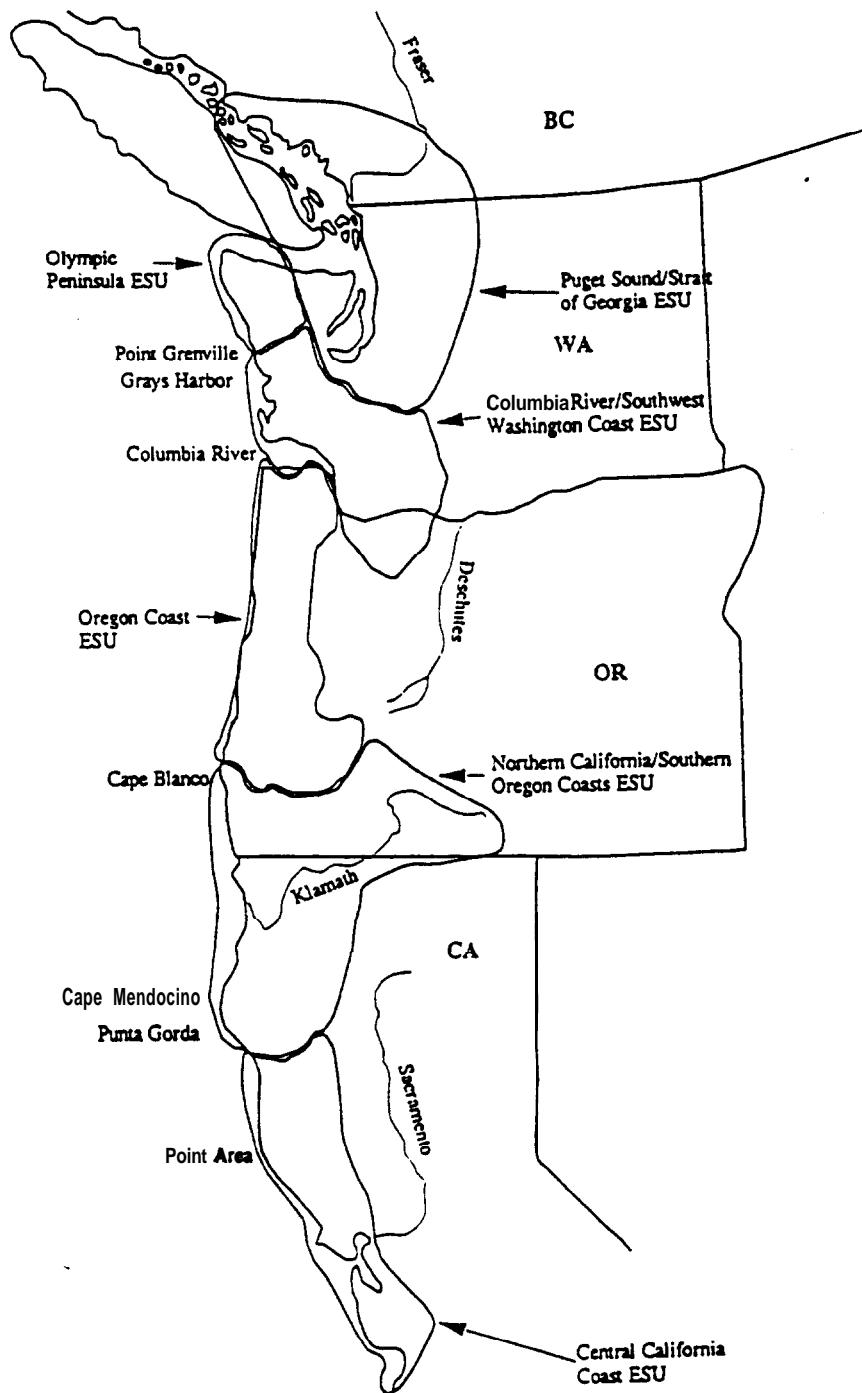 Fraser
BC
Olympic
Peninsula ESU
Puget Sound/Strait
of Georgia ESU
WA
Point Grenville
Grays Harbor
Columbia River/Southwest
Washington Coast ESU
Columbia River
Deschutes
Oregon Coast
ESU
OR
Cape Blanco
Northern California/Southern
Oregon Coasts ESU
Klamath
CA
Cape Mendocino
Punta Gorda
Sacramento
Point Area
Central California
Coast ESU